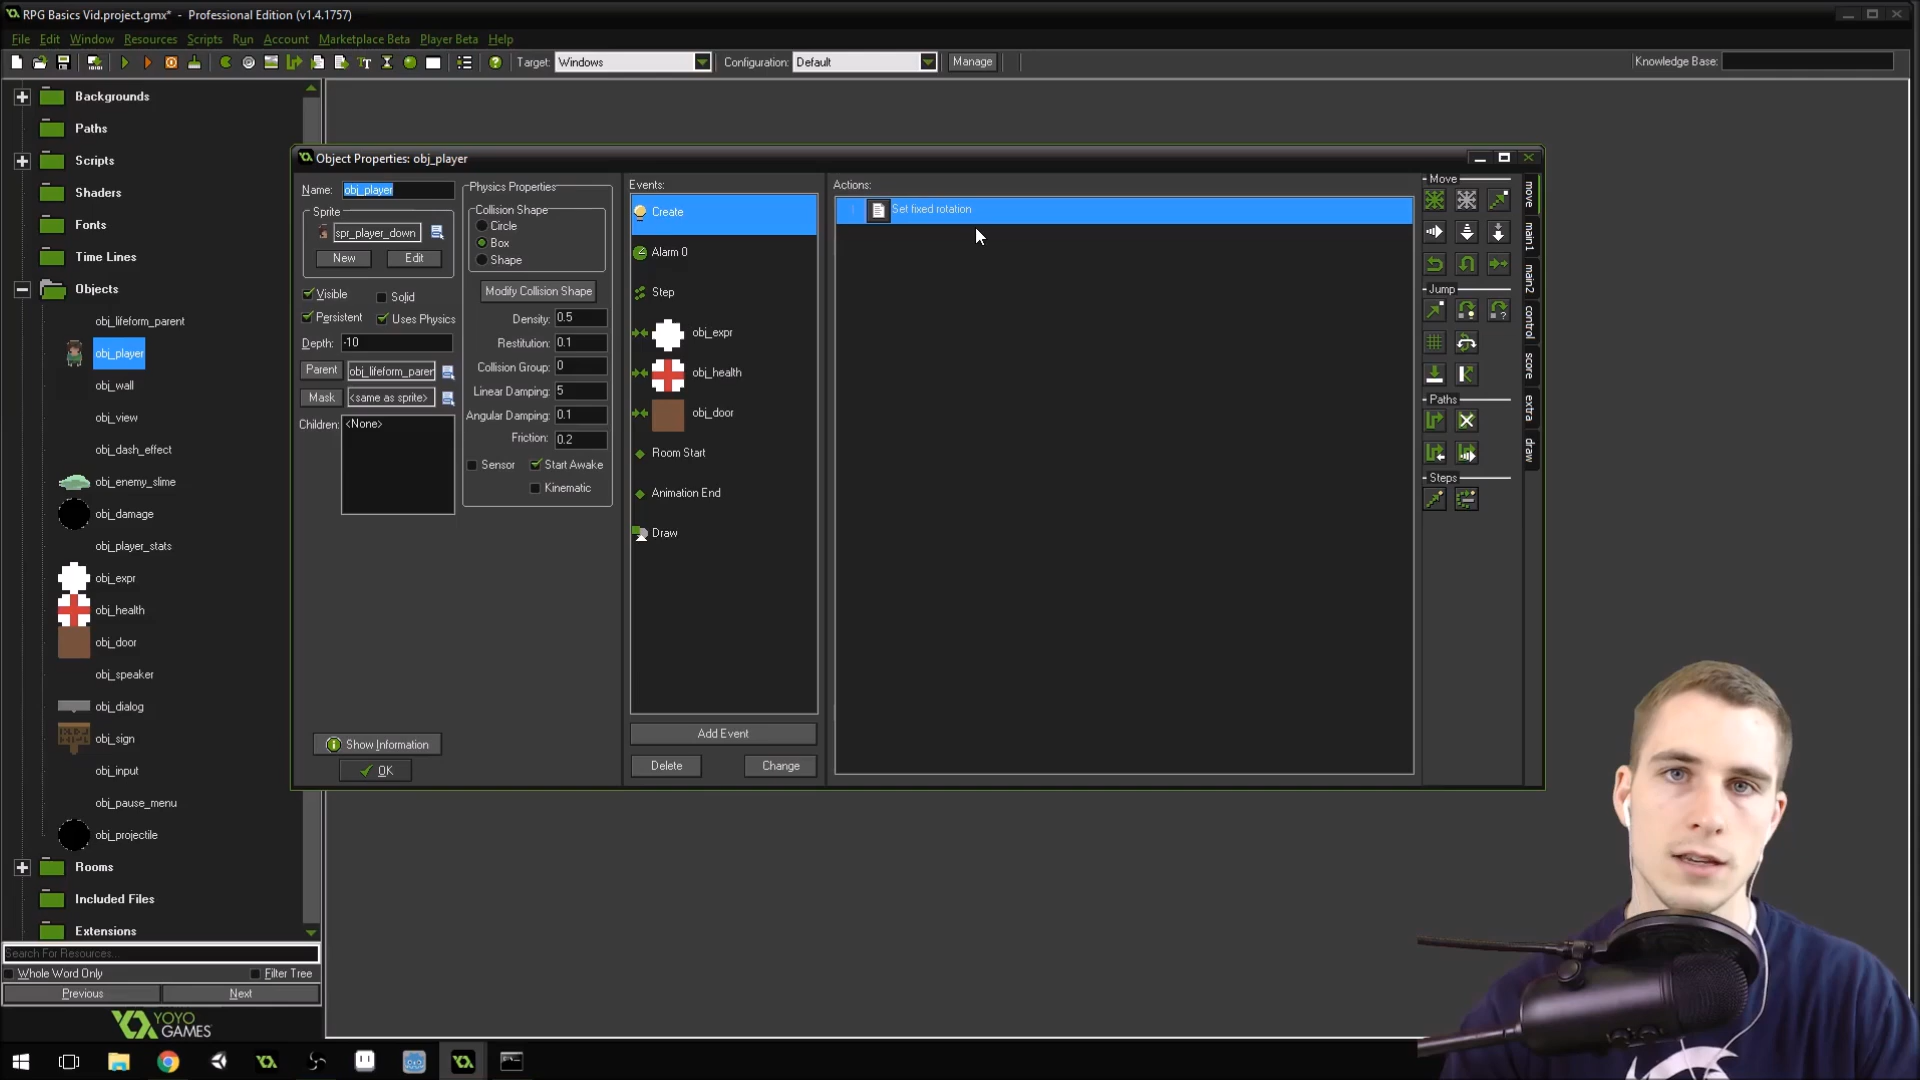 RPG Basics Vid.project.gmx* - Professional Edition (v1.4.1757)
File Edit Window Resources Scripts Run Account Marketplace Beta Player Beta Help
Target: Windows Configuration: Default Manage Knowledge Base:
Backgrounds
Paths
Scripts
Shaders
Fonts
Time Lines
Objects
obj_lifeform_parent
obj_player
obj_wall
obj_view
obj_dash_effect
obj_enemy_slime
obj_damage
obj_player_stats
obj_expr
obj_health
obj_door
obj_speaker
obj_dialog
obj_sign
obj_input
obj_pause_menu
obj_projectile
Rooms
Included Files
Extensions
Search For Resources...
Whole Word Only Filter Tree
Previous Next
YOYO
GAMES
Object Properties: obj_player
Name: obj_player
Sprite
spr_player_down
New Edit
Visible Solid
Persistent Uses Physics
Depth: -10
Parent obj_lifeform_paren
Mask <same as sprite>
Children: <None>
Show Information
OK
Physics Properties
Collision Shape
Circle
Box
Shape
Modify Collision Shape
Density: 0.5
Restitution: 0.1
Collision Group: 0
Linear Damping: 5
Angular Damping: 0.1
Friction: 0.2
Sensor Start Awake
Kinematic
Events:
Create
Alarm 0
Step
obj_expr
obj_health
obj_door
Room Start
Animation End
Draw
Add Event
Delete Change
Actions:
Set fixed rotation
Move
Jump
Paths
Steps
move
main1
main2
control
score
extra
draw